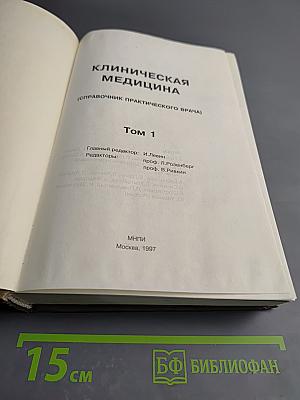 КЛИНИЧЕСКАЯ
МЕДИЦИНА
(СПРАВОЧНИК ПРАКТИЧЕСКОГО ВРАЧА)
Том 1
Главный редактор: И.Левин
Редакторы: проф. Л.Розенберг
проф. В.Ривкин
МНПИ
Москва, 1997
15 см
БФ БИБЛИОФАН